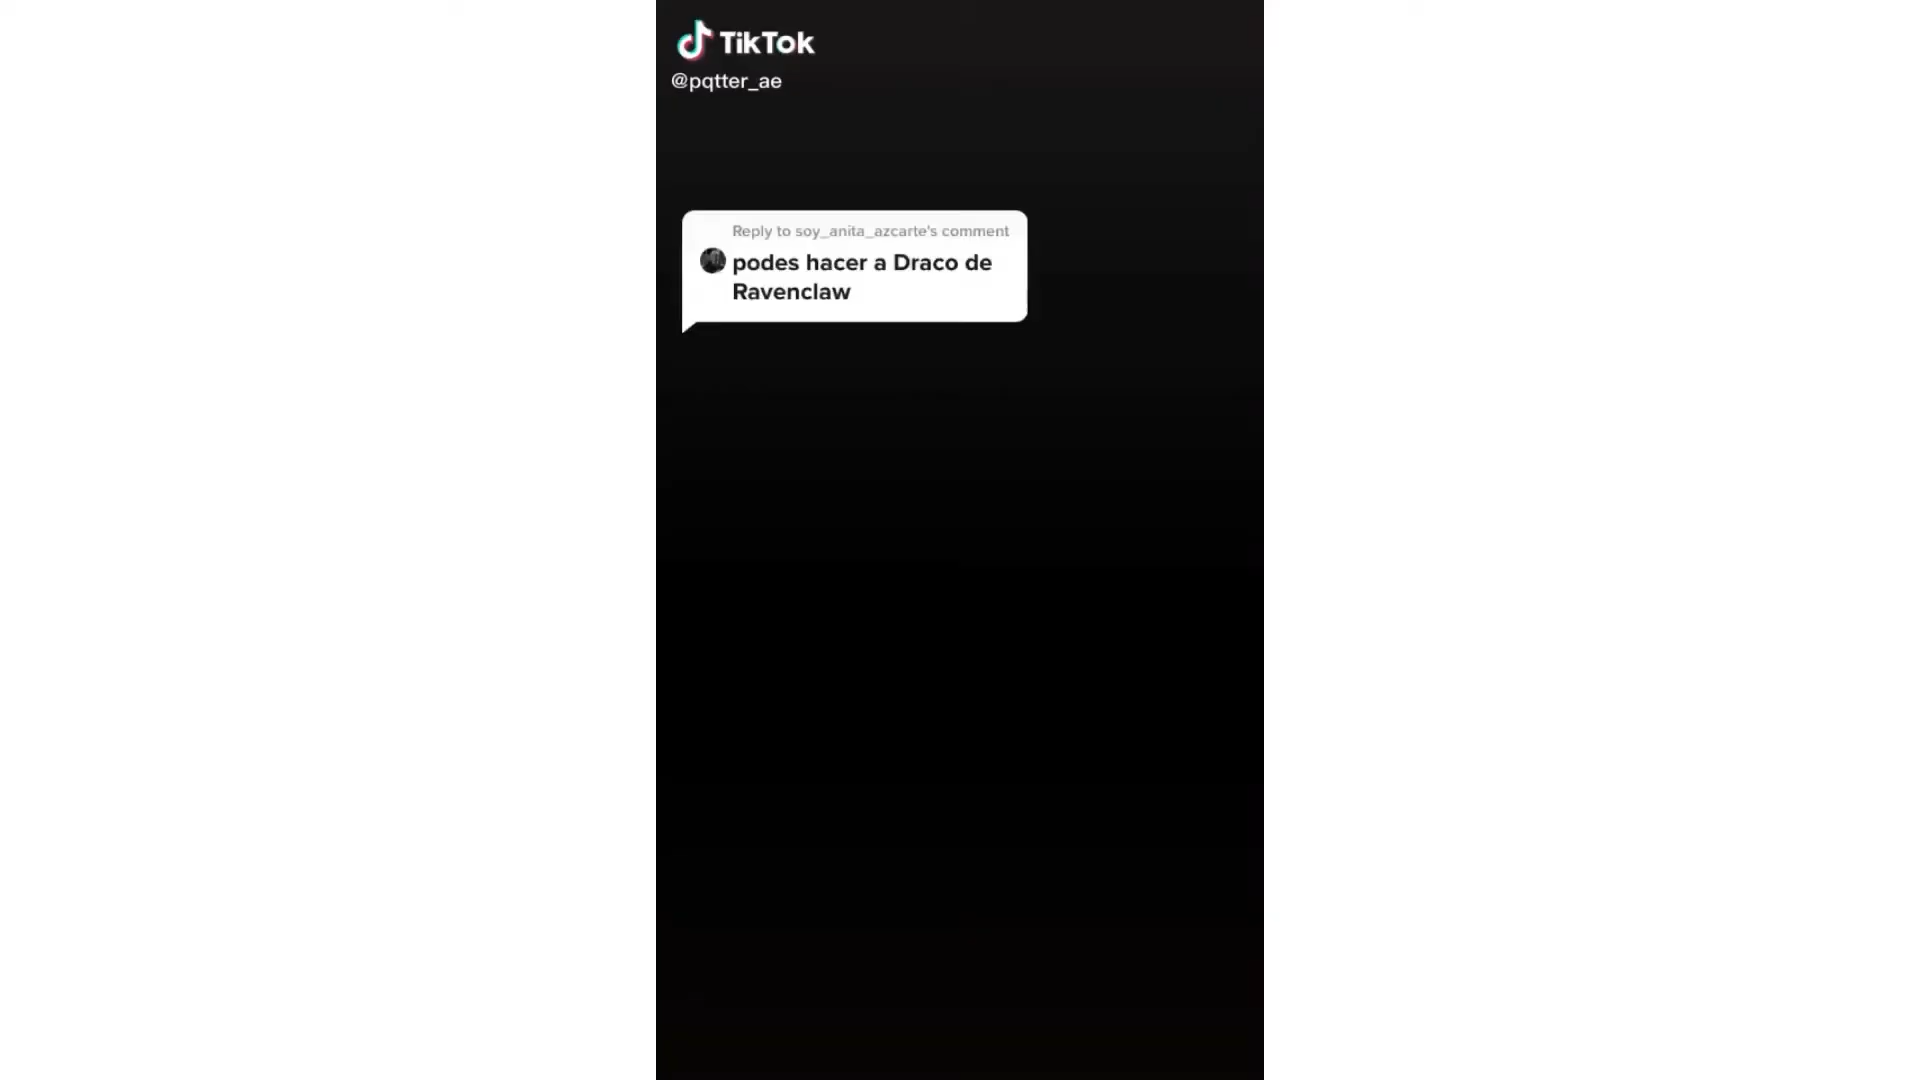 TikTok
@pqtter_ae
Reply to soy_anita_azcarte's comment
podes hacer a Draco de
Ravenclaw